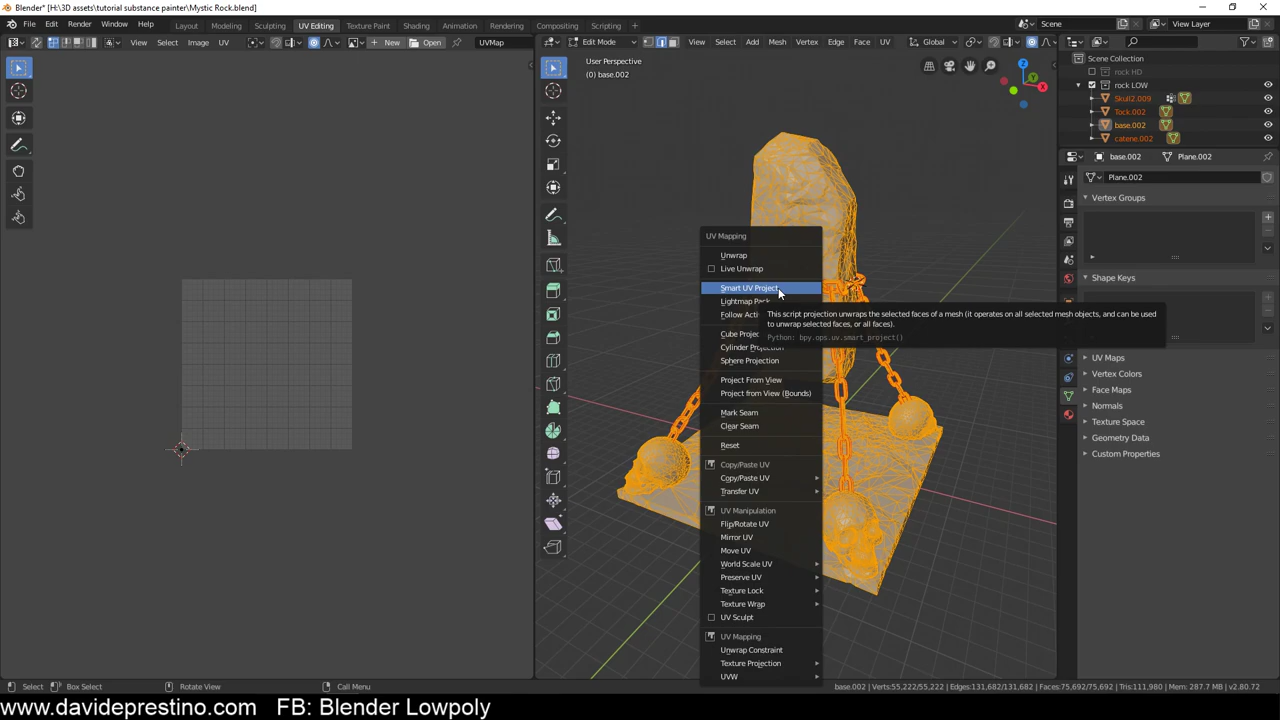 Blender* [H:\3D assets\tutorial substance painter\Mystic Rock.blend]
File Edit Render Window Help Layout Modeling Sculpting UV Editing Texture Paint Shading Animation Rendering Compositing Scripting Scene View Layer
View Select Image UV New Open UVMap Edit Mode View Select Add Mesh Vertex Edge Face UV Global
User Perspective
(0) base.002
Scene Collection
rock HD
rock LOW
Skull2.009
Tock.002
base.002
catene.002
base.002 Plane.002
Plane.002
Vertex Groups
Shape Keys
UV Maps
Vertex Colors
Face Maps
Normals
Texture Space
Geometry Data
Custom Properties
UV Mapping
Unwrap
Live Unwrap
Smart UV Project
Lightmap Pack
Follow Acti
Cube Projec
Cylinder Projection
Sphere Projection
Project From View
Project from View (Bounds)
Mark Seam
Clear Seam
Reset
Copy/Paste UV
Copy/Paste UV
Transfer UV
UV Manipulation
Flip/Rotate UV
Mirror UV
Move UV
World Scale UV
Preserve UV
Texture Lock
Texture Wrap
UV Sculpt
UV Mapping
Unwrap Constraint
Texture Projection
UVW
This script projection unwraps the selected faces of a mesh (it operates on all selected mesh objects, and can be used
to unwrap selected faces, or all faces).
Python: bpy.ops.uv.smart_project()
Select Box Select Rotate View Call Menu base.002 | Verts:55,222/55,222 | Edges:131,682/131,682 | Faces:75,692/75,692 | Tris:111,980 | Mem: 287.7 MB | v2.80.72
www.davideprestino.com FB: Blender Lowpoly